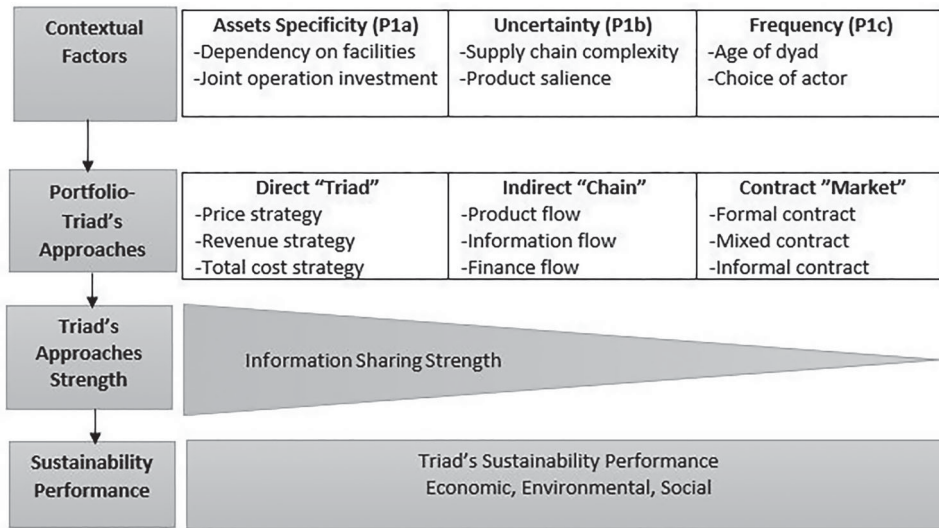 Contextual
Factors
Assets Specificity (P1a)
-Dependency on facilities
-Joint operation investment
Uncertainty (P1b)
-Supply chain complexity
-Product salience
Frequency (P1c)
-Age of dyad
-Choice of actor
Portfolio-
Triad's
Approaches
Direct “Triad”
-Price strategy
-Revenue strategy
-Total cost strategy
Indirect “Chain”
-Product flow
-Information flow
-Finance flow
Contract ”Market”
-Formal contract
-Mixed contract
-Informal contract
Triad's
Approaches
Strength
Information Sharing Strength
Sustainability
Performance
Triad's Sustainability Performance
Economic, Environmental, Social